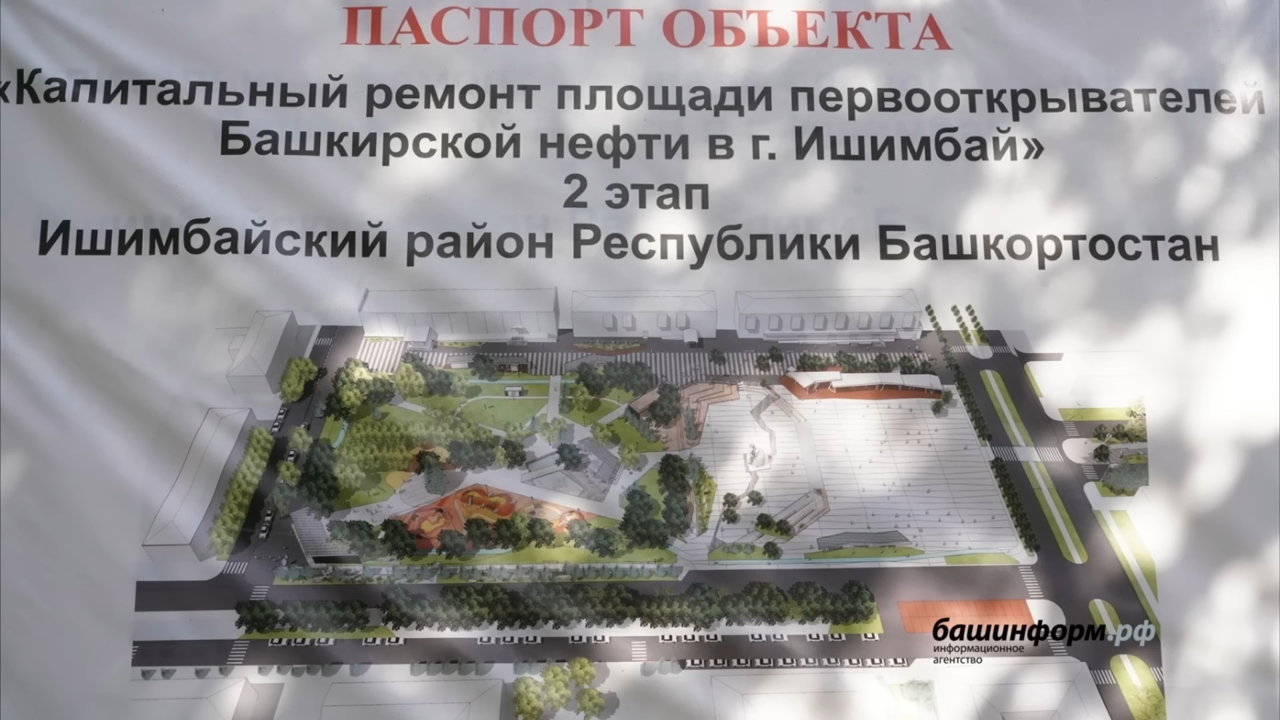 ПАСПОРТ ОБЪЕКТА
«Капитальный ремонт площади первооткрывателей
Башкирской нефти в г. Ишимбай»
2 этап
Ишимбайский район Республики Башкортостан
башинформ.рф
информационное
агентство